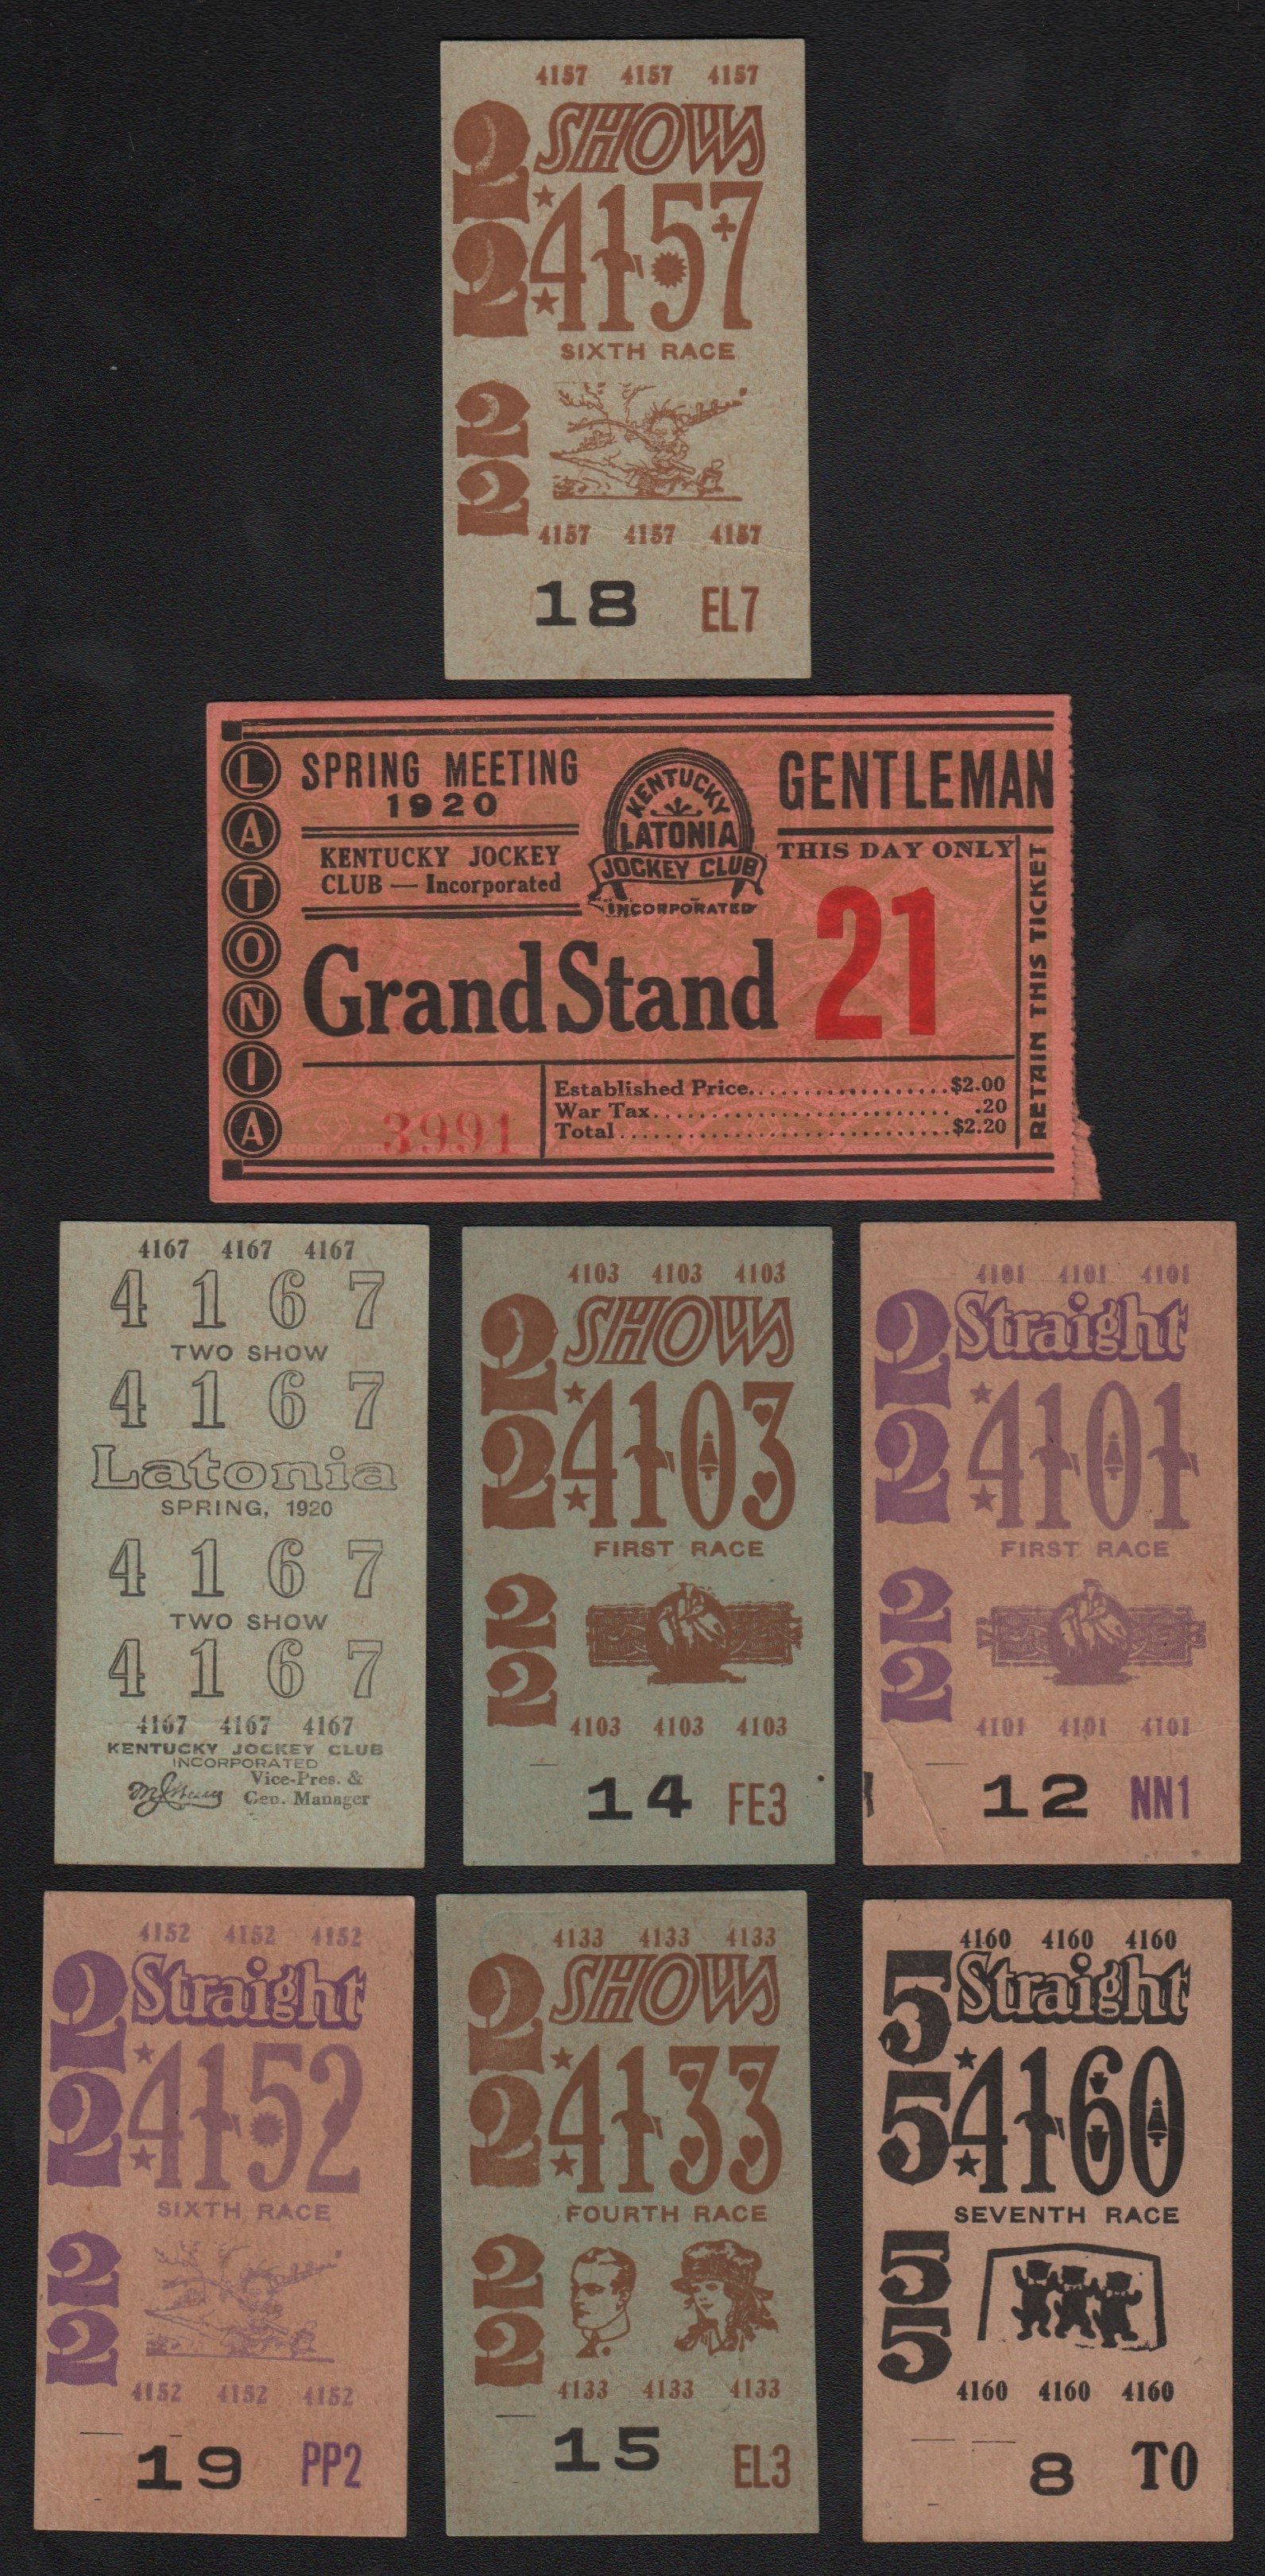 4157 4157 4157
SHOWS
2
2
4157
SIXTH RACE
2
2
4157 4157 4157
18 EL7
LATONIA
SPRING MEETING
1920
KENTUCKY JOCKEY
CLUB — Incorporated
KENTUCKY
LATONIA
JOCKEY CLUB
INCORPORATED
GENTLEMAN
THIS DAY ONLY
21
Grand Stand
3991
Established Price....................$2.00
War Tax.............................. .20
Total.................................$2.20
RETAIN THIS TICKET
4167 4167 4167
4 1 6 7
TWO SHOW
4 1 6 7
Latonia
SPRING, 1920
4 1 6 7
TWO SHOW
4 1 6 7
4167 4167 4167
KENTUCKY JOCKEY CLUB
INCORPORATED
Vice-Pres. &
Gen. Manager
4103 4103 4103
SHOWS
2
2
4103
FIRST RACE
2
2
4103 4103 4103
14 FE3
4101 4101 4101
Straight
2
2
4101
FIRST RACE
2
2
4101 4101 4101
12 NN1
4152 4152 4152
Straight
2
2
4152
SIXTH RACE
2
2
4152 4152 4152
19 PP2
4133 4133 4133
SHOWS
2
2
4133
FOURTH RACE
2
2
4133 4133 4133
15 EL3
4160 4160 4160
Straight
5
5
4160
SEVENTH RACE
5
5
4160 4160 4160
8 TO